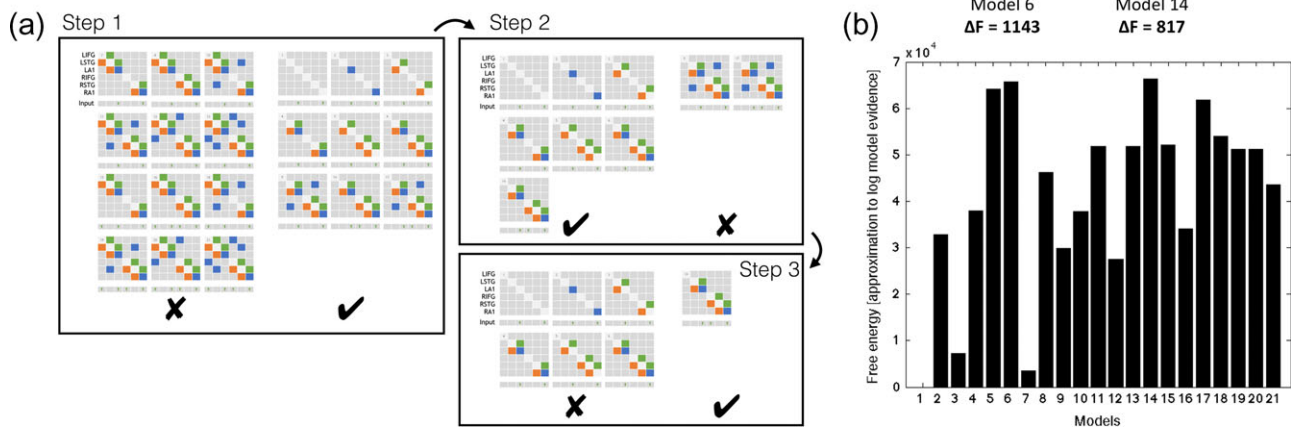 (a)
Step 1
LIFG
LSTG
LA1
RIFG
RSTG
RA1
Input
Step 2
LIFG
LSTG
LA1
RIFG
RSTG
RA1
Input
Step 3
LIFG
LSTG
LA1
RIFG
RSTG
RA1
Input
(b)
Model 6 Model 14
ΔF = 1143 ΔF = 817
x 10⁴
Free energy [approximation to log model evidence]
7
6
5
4
3
2
1
0
1 2 3 4 5 6 7 8 9 10 11 12 13 14 15 16 17 18 19 20 21
Models